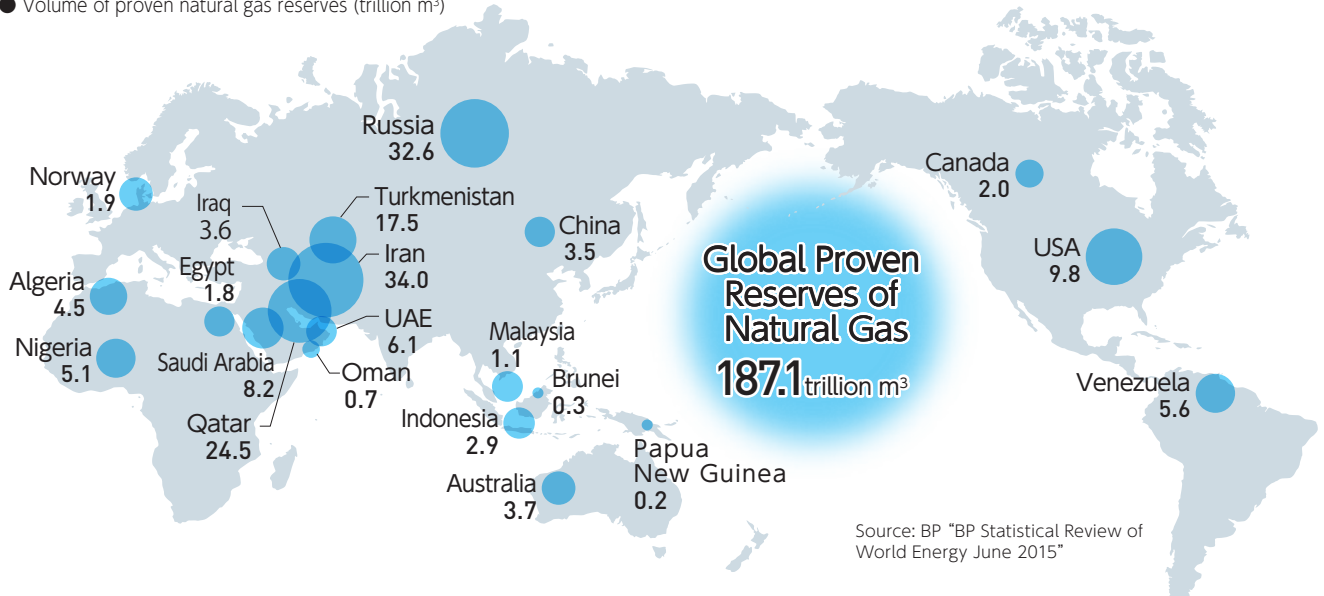 ● Volume of proven natural gas reserves (trillion m³)
Russia
32.6
Norway
1.9
Iraq
3.6
Turkmenistan
17.5
China
3.5
Iran
34.0
Egypt
1.8
Algeria
4.5
UAE
6.1
Nigeria
5.1
Saudi Arabia
8.2
Oman
0.7
Qatar
24.5
Malaysia
1.1
Brunei
0.3
Indonesia
2.9
Papua
New Guinea
0.2
Australia
3.7
Global Proven
Reserves of
Natural Gas
187.1 trillion m³
Canada
2.0
USA
9.8
Venezuela
5.6
Source: BP “BP Statistical Review of
World Energy June 2015”